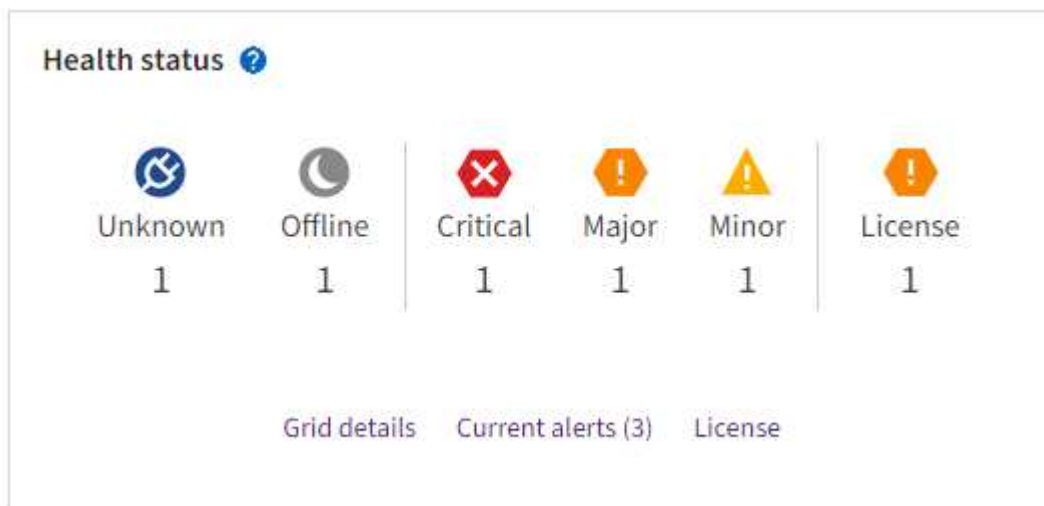 Health status ?
Unknown Offline Critical Major Minor License
1 1 1 1 1 1
Grid details Current alerts (3) License